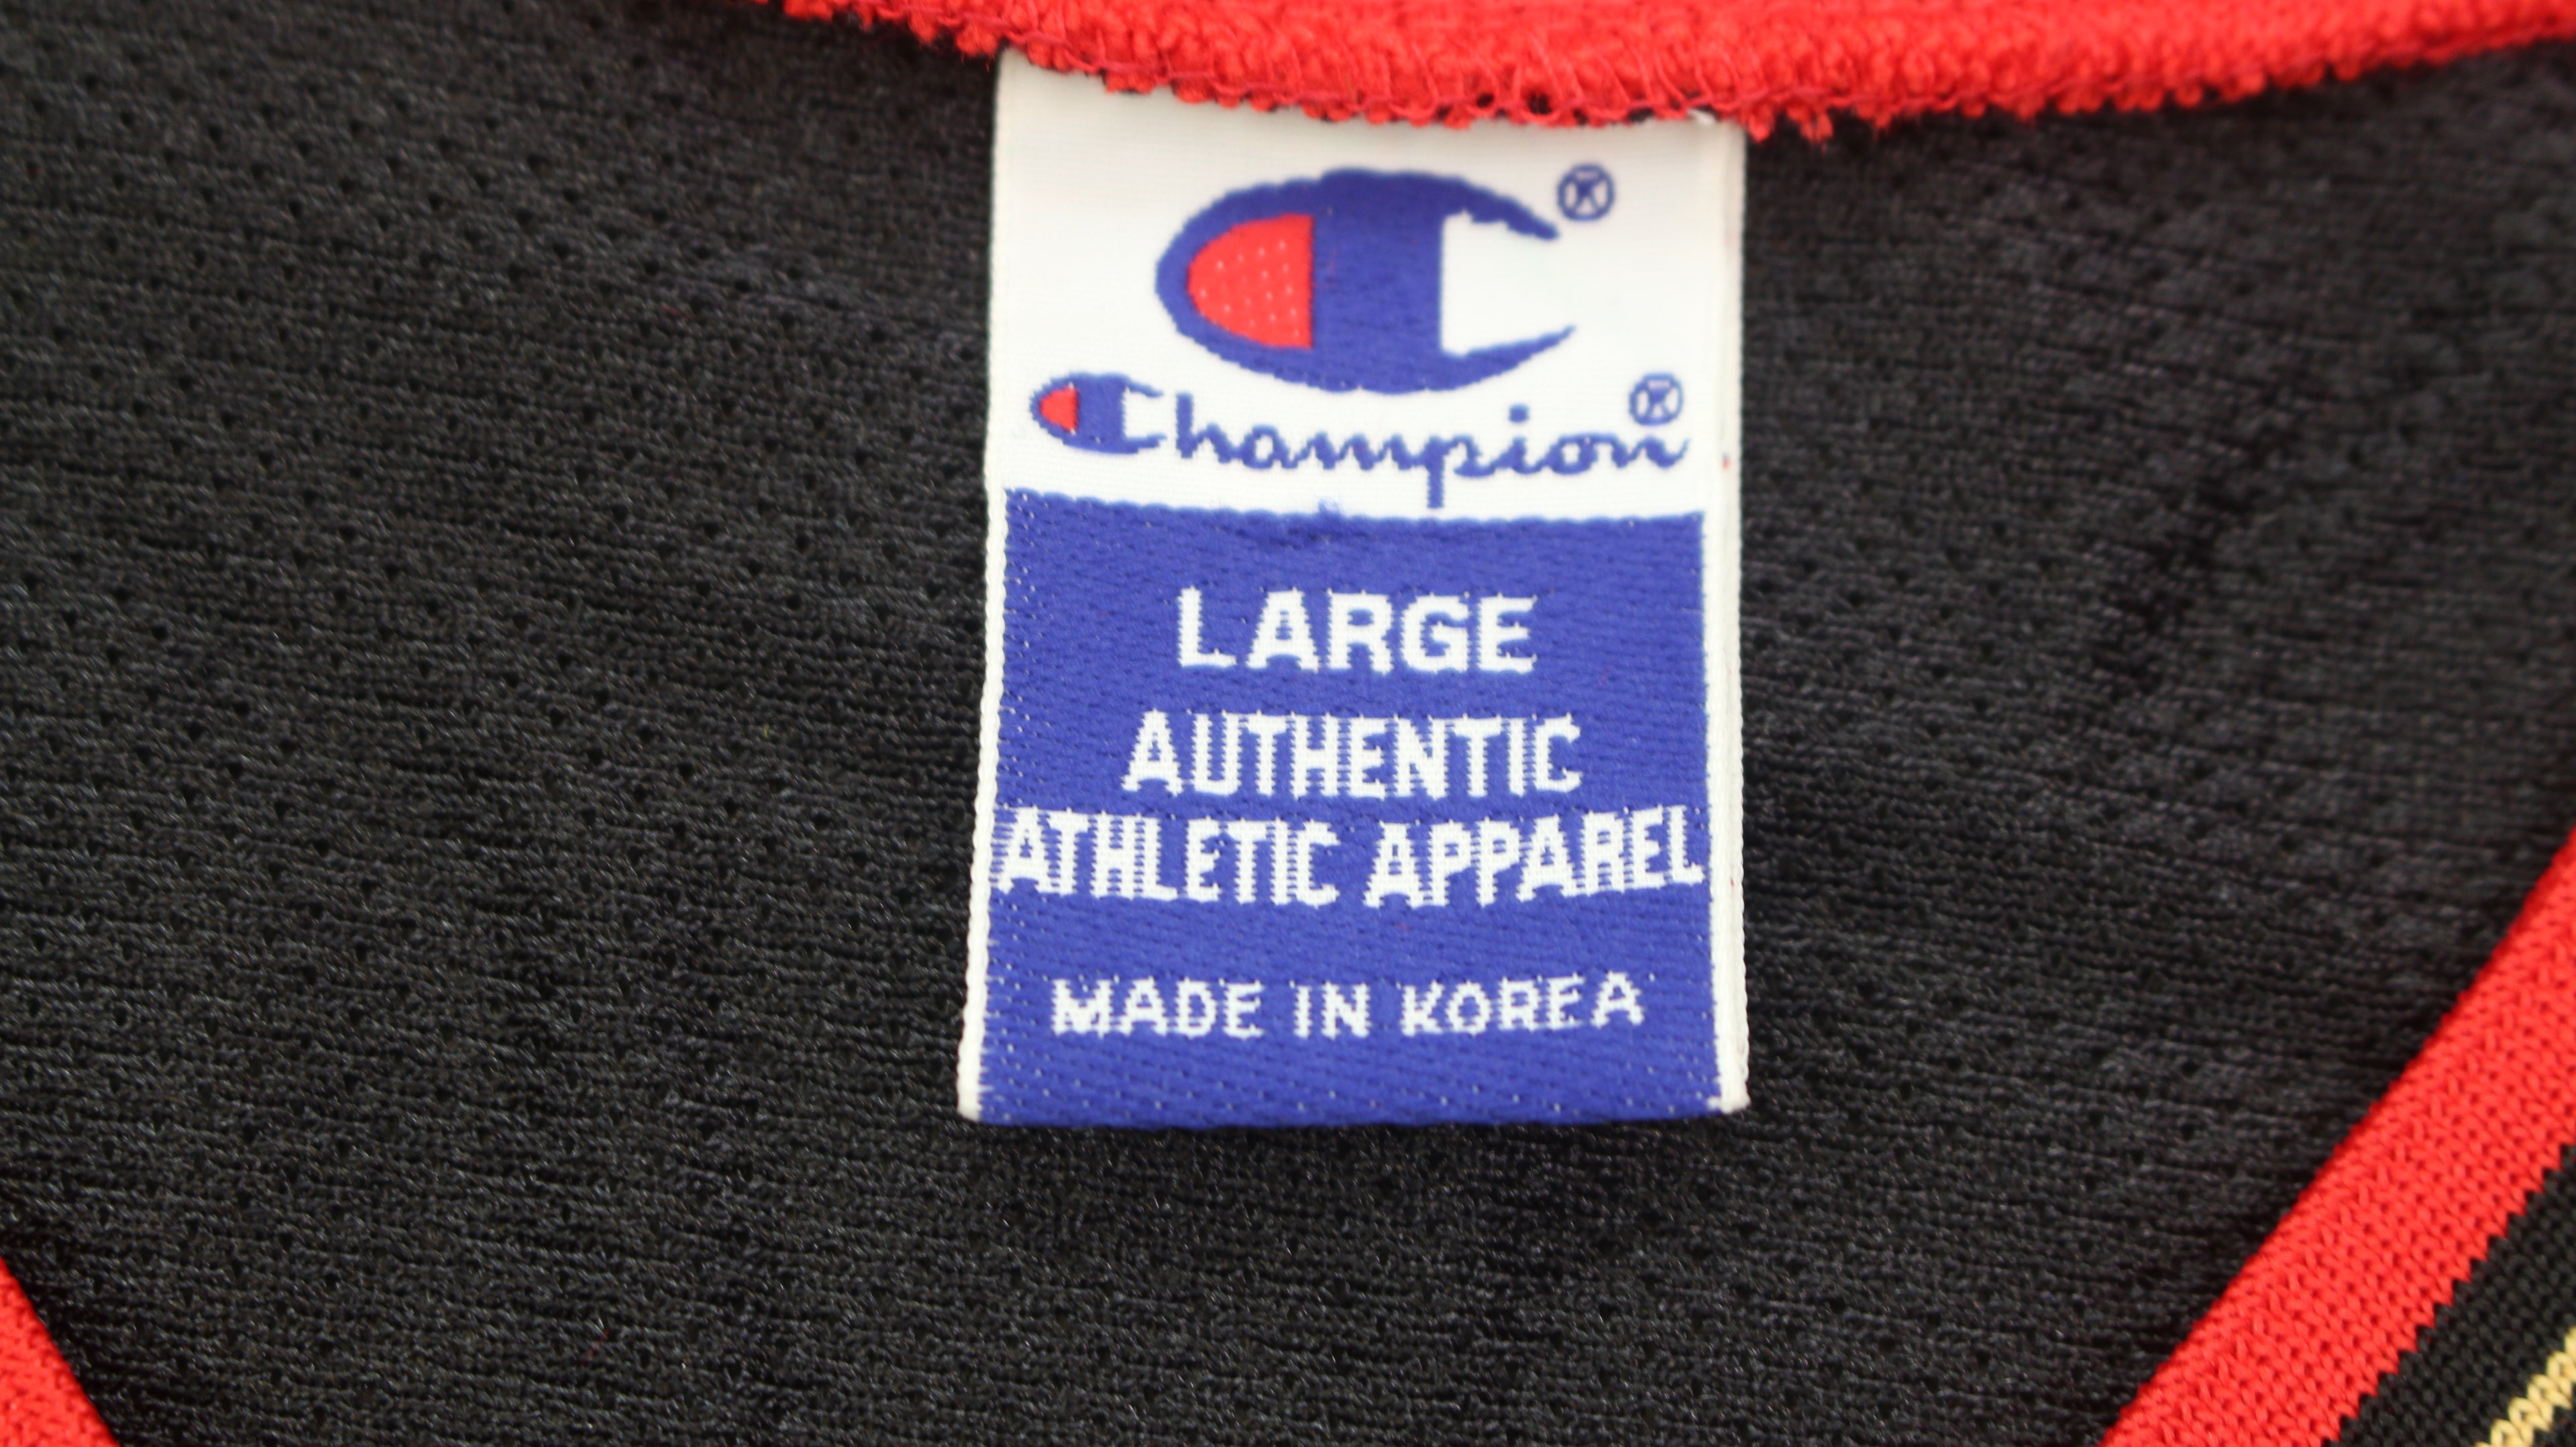 C®
Champion®
LARGE
AUTHENTIC
ATHLETIC APPAREL
MADE IN KOREA